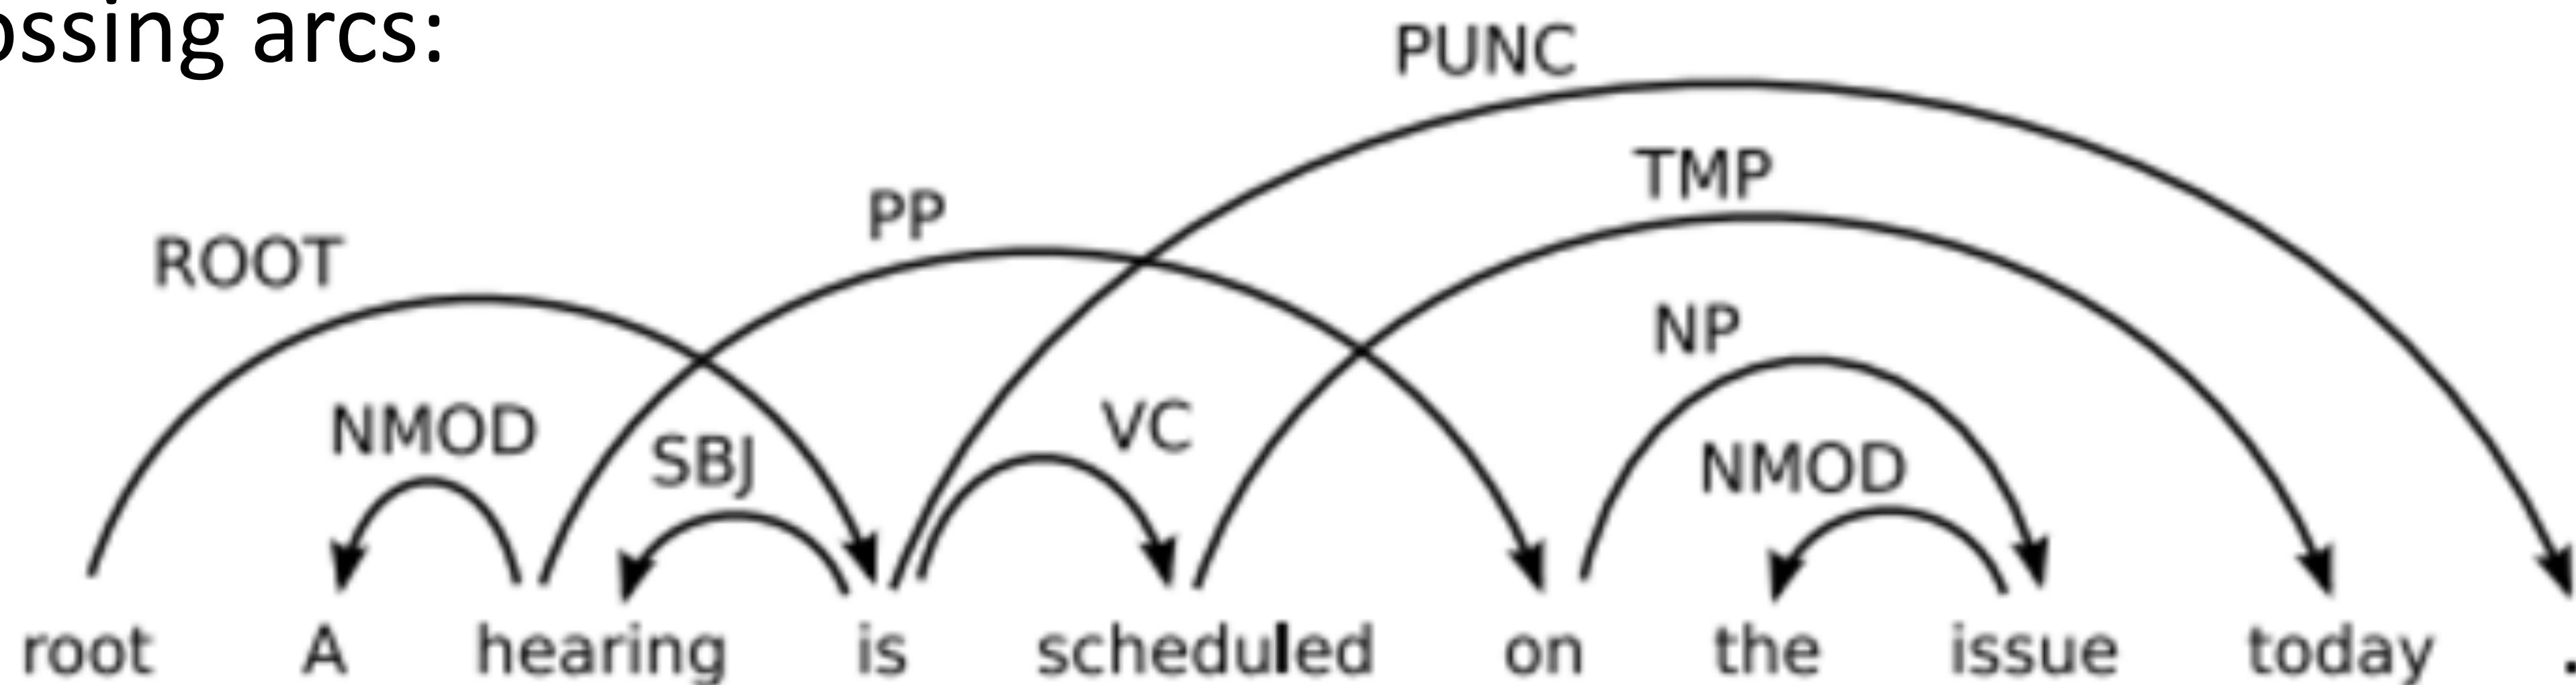 ossing arcs:
PUNC
TMP
PP
ROOT
NP
NMOD
VC
SBJ
NMOD
root A hearing is scheduled on the issue today .